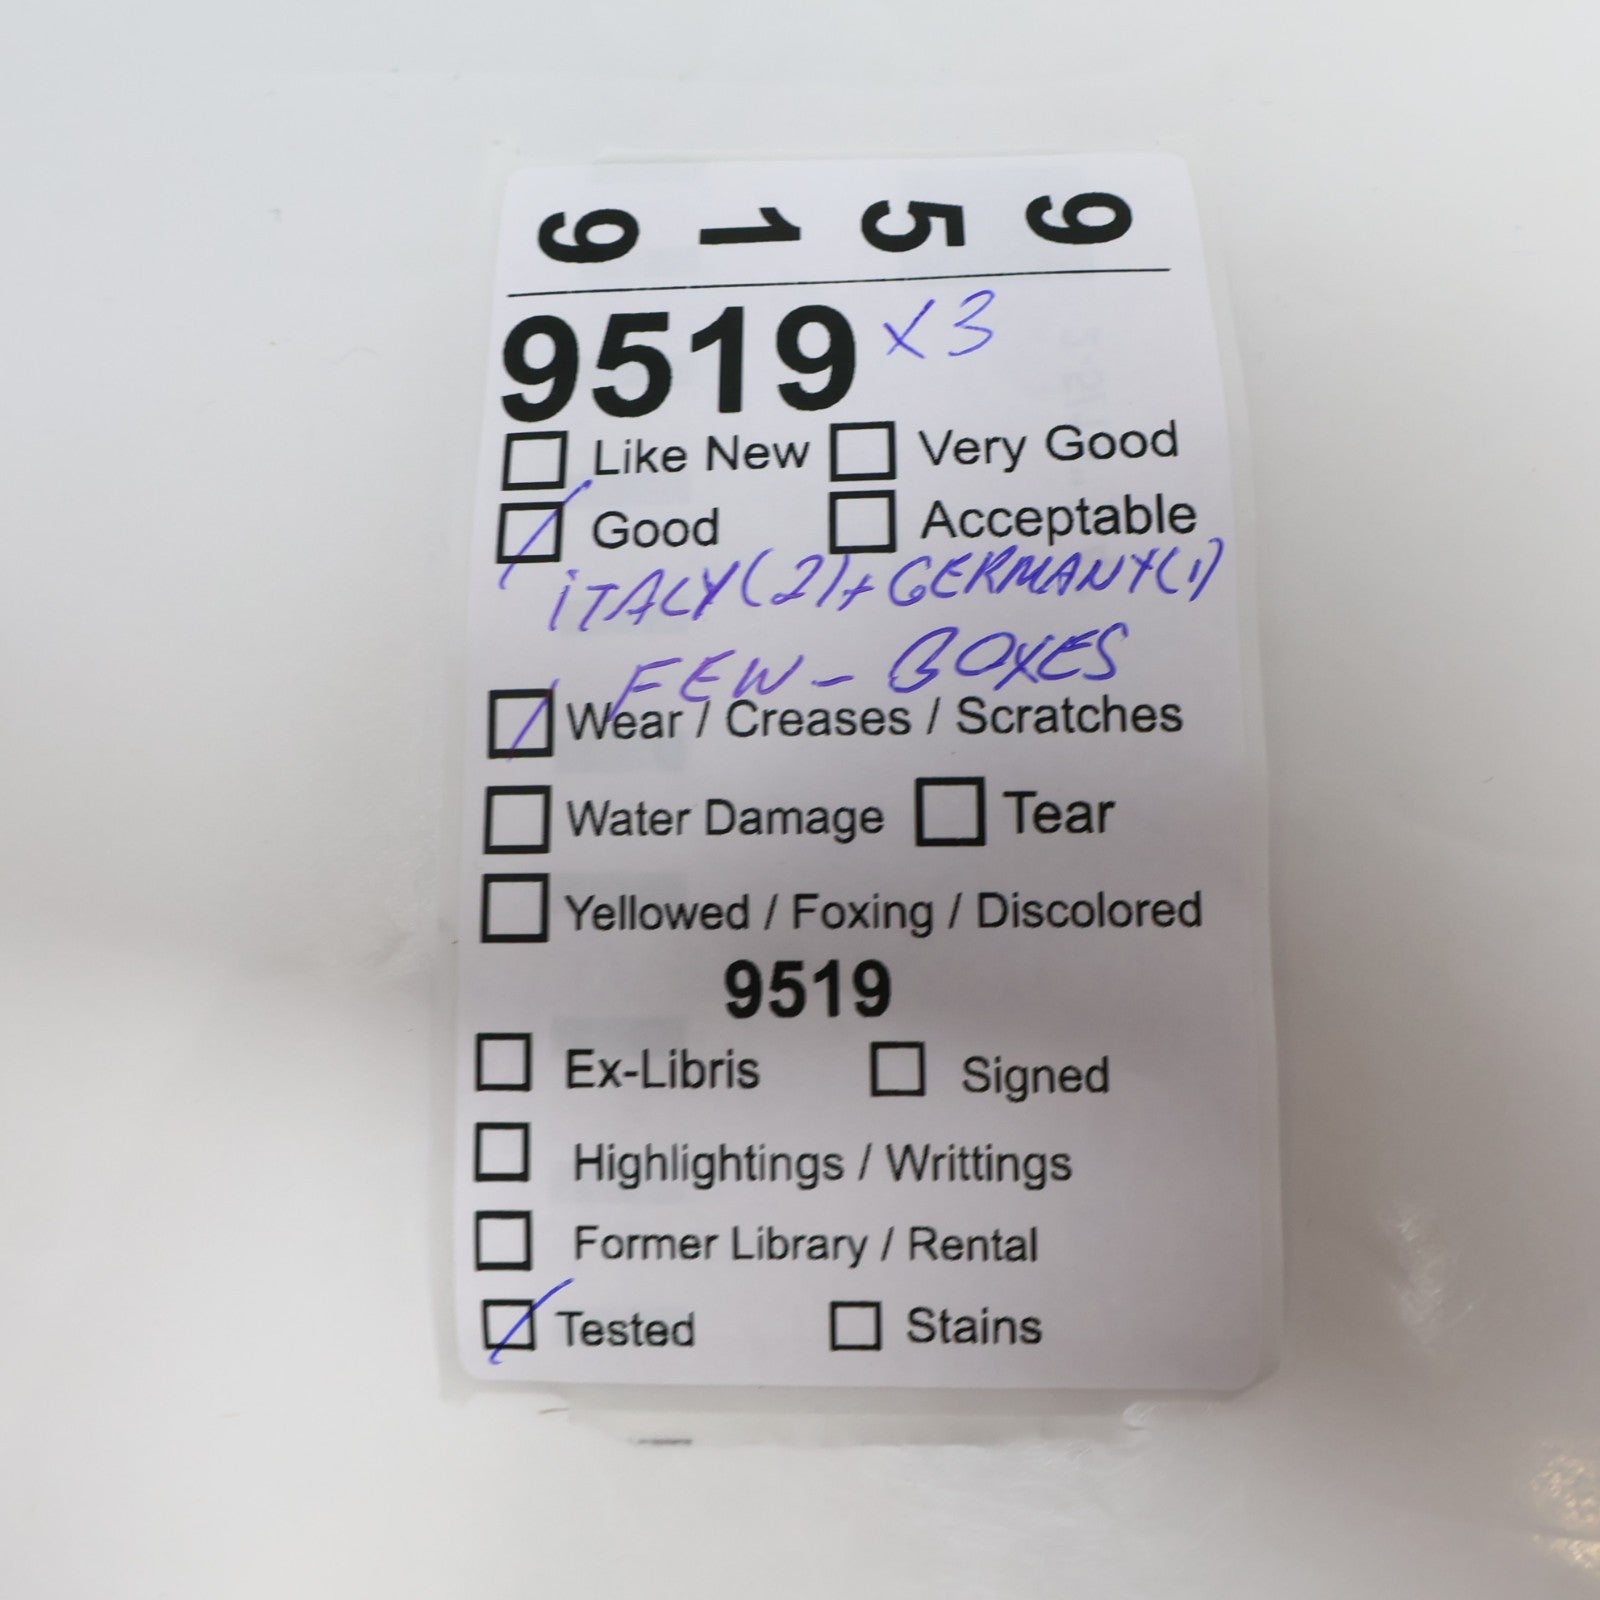 9 1 5 9
9519 x3
Like New Very Good
Good Acceptable
ITALY(2)+GERMANY(1)
FEW - BOXES
Wear / Creases / Scratches
Water Damage Tear
Yellowed / Foxing / Discolored
9519
Ex-Libris Signed
Highlightings / Writtings
Former Library / Rental
Tested Stains